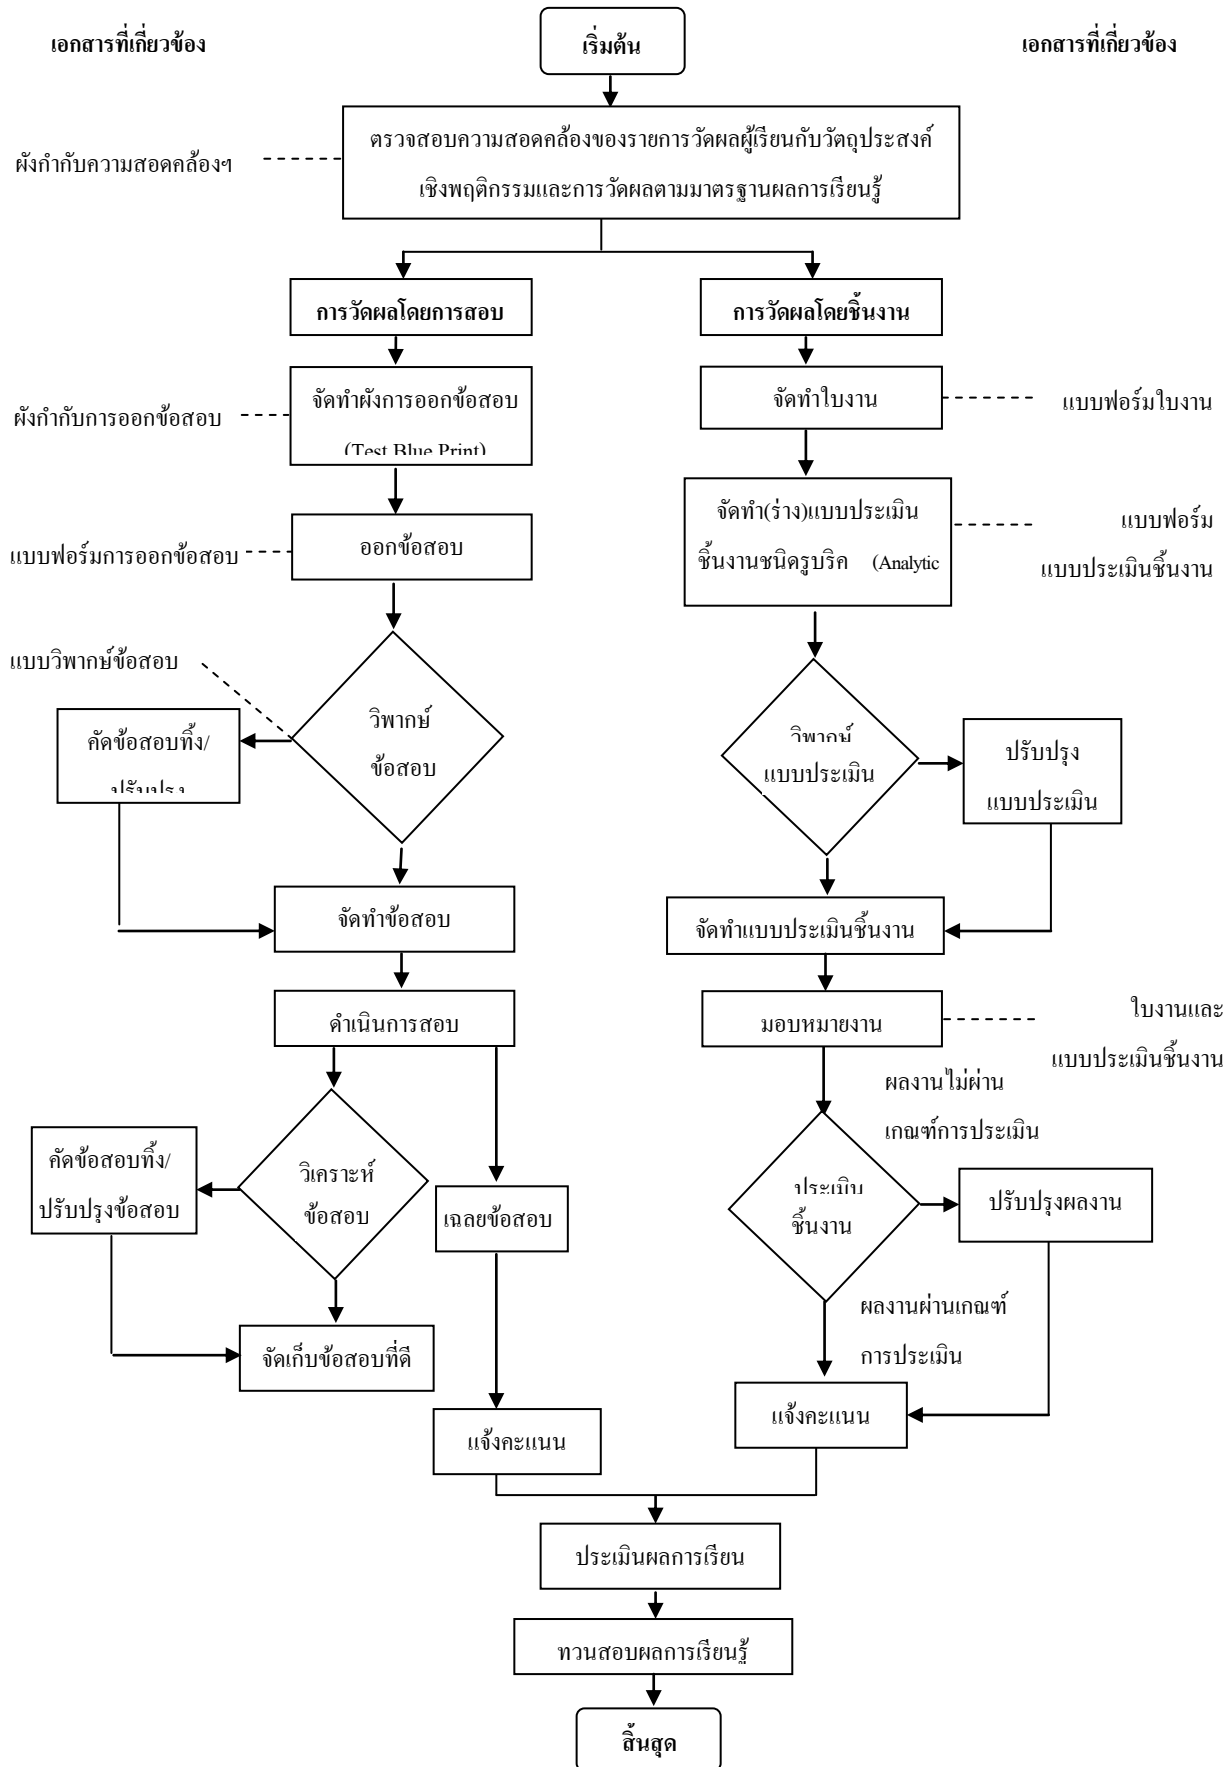 เอกสารที่เกี่ยวข้อง
เริ่มต้น
เอกสารที่เกี่ยวข้อง
ผังกำกับความสอดคล้องฯ
ตรวจสอบความสอดคล้องของรายการวัดผลผู้เรียนกับวัตถุประสงค์
เชิงพฤติกรรมและการวัดผลตามมาตรฐานผลการเรียนรู้
การวัดผลโดยการสอบ
การวัดผลโดยชิ้นงาน
ผังกำกับการออกข้อสอบ
จัดทำผังการออกข้อสอบ
(Test Blue Print)
จัดทำใบงาน
แบบฟอร์มใบงาน
แบบฟอร์มการออกข้อสอบ
ออกข้อสอบ
จัดทำ(ร่าง)แบบประเมิน
ชิ้นงานชนิดรูบริค (Analytic
แบบฟอร์ม
แบบประเมินชิ้นงาน
แบบวิพากษ์ข้อสอบ
วิพากษ์
ข้อสอบ
คัดข้อสอบทิ้ง/
ปรับปรุง
วิพากษ์
แบบประเมิน
ปรับปรุง
แบบประเมิน
จัดทำข้อสอบ
จัดทำแบบประเมินชิ้นงาน
ดำเนินการสอบ
มอบหมายงาน
ใบงานและ
แบบประเมินชิ้นงาน
ผลงานไม่ผ่าน
เกณฑ์การประเมิน
คัดข้อสอบทิ้ง/
ปรับปรุงข้อสอบ
วิเคราะห์
ข้อสอบ
เฉลยข้อสอบ
ประเมิน
ชิ้นงาน
ปรับปรุงผลงาน
ผลงานผ่านเกณฑ์
การประเมิน
จัดเก็บข้อสอบที่ดี
แจ้งคะแนน
แจ้งคะแนน
ประเมินผลการเรียน
ทวนสอบผลการเรียนรู้
สิ้นสุด